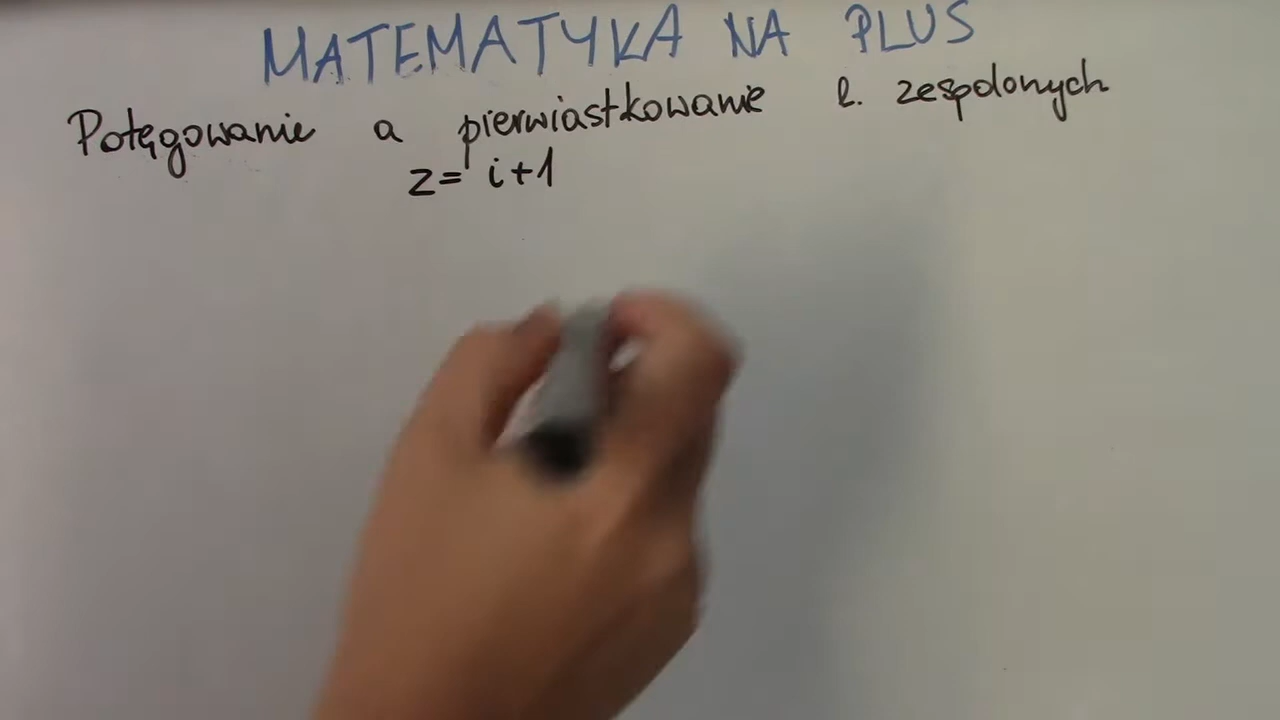 MATEMATYKA NA PLUS
Potęgowanie a pierwiastkowanie l. zespolonych
z= i+1